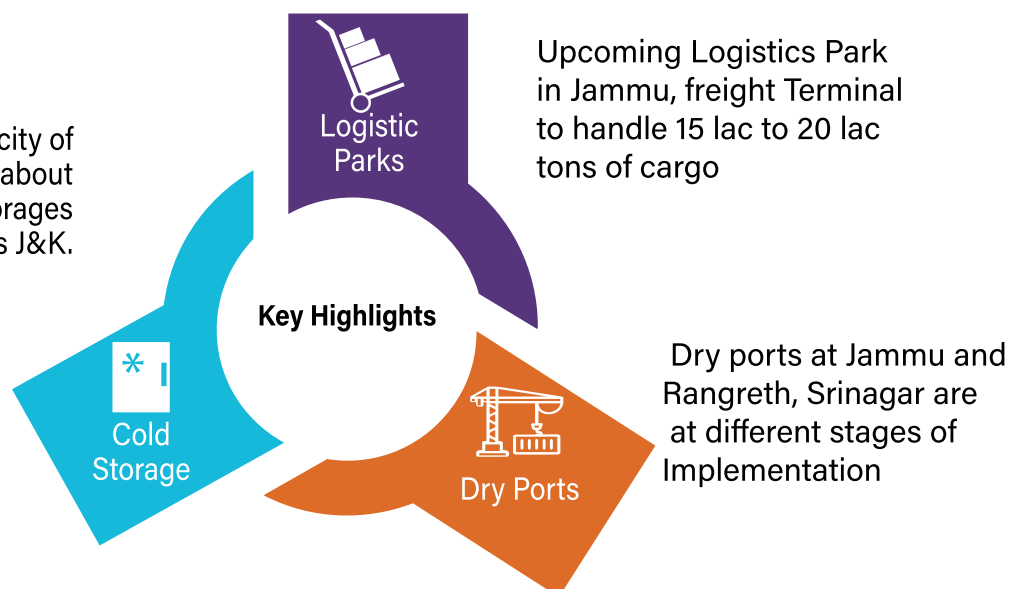 Logistic
Parks
Upcoming Logistics Park
in Jammu, freight Terminal
to handle 15 lac to 20 lac
tons of cargo
city of
about
orages
s J&K.
Key Highlights
Cold
Storage
Dry Ports
Dry ports at Jammu and
Rangreth, Srinagar are
at different stages of
Implementation